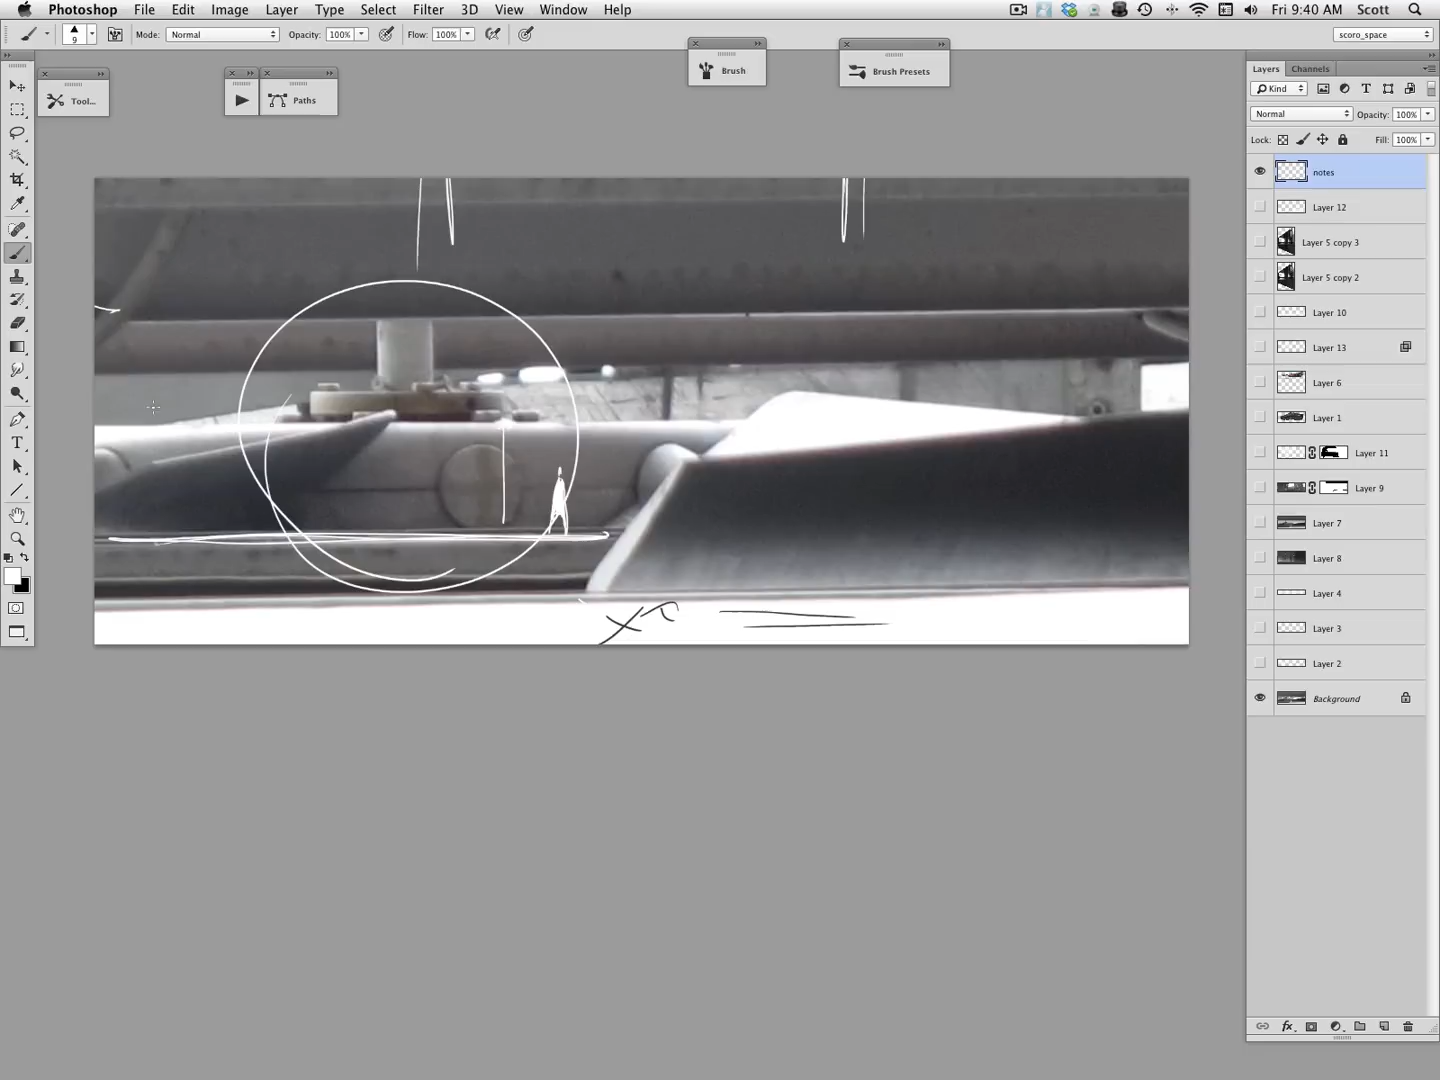 Photoshop File Edit Image Layer Type Select Filter 3D View Window Help Fri 9:40 AM Scott
9 Mode: Normal Opacity: 100% Flow: 100% scoro_space
Tool... Paths Brush Brush Presets
Layers Channels
Kind
Normal Opacity: 100%
Lock: Fill: 100%
notes
Layer 12
Layer 5 copy 3
Layer 5 copy 2
Layer 10
Layer 13
Layer 6
Layer 1
Layer 11
Layer 9
Layer 7
Layer 8
Layer 4
Layer 3
Layer 2
Background
fx